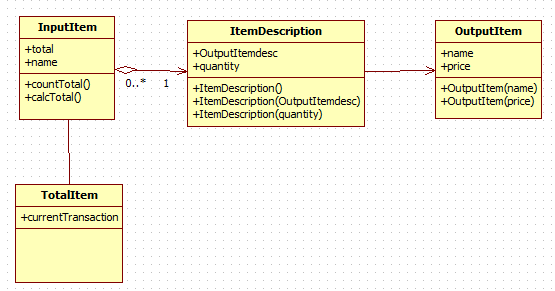 InputItem
+total
+name
+countTotal()
+calcTotal()
0..*
1
ItemDescription
+OutputItemdesc
+quantity
+ItemDescription()
+ItemDescription(OutputItemdesc)
+ItemDescription(quantity)
OutputItem
+name
+price
+OutputItem(name)
+OutputItem(price)
TotalItem
+currentTransaction